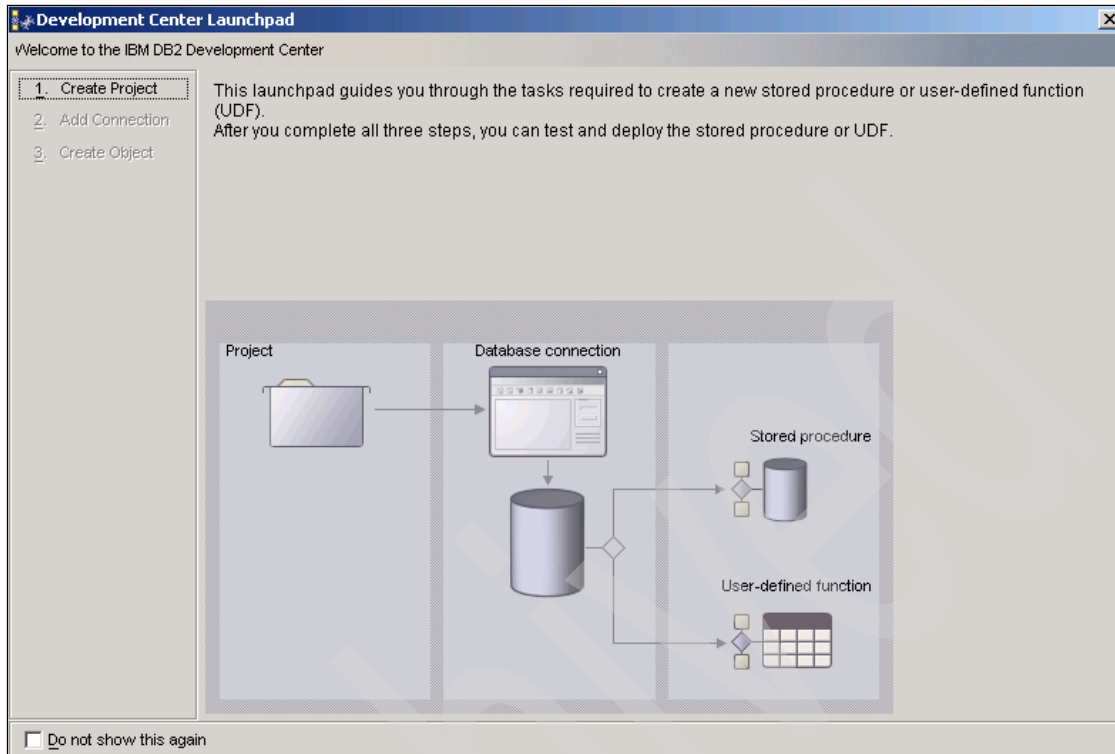 Development Center Launchpad
Welcome to the IBM DB2 Development Center
1. Create Project
2. Add Connection
3. Create Object
This launchpad guides you through the tasks required to create a new stored procedure or user-defined function
(UDF).
After you complete all three steps, you can test and deploy the stored procedure or UDF.
Project
Database connection
Stored procedure
User-defined function
Do not show this again